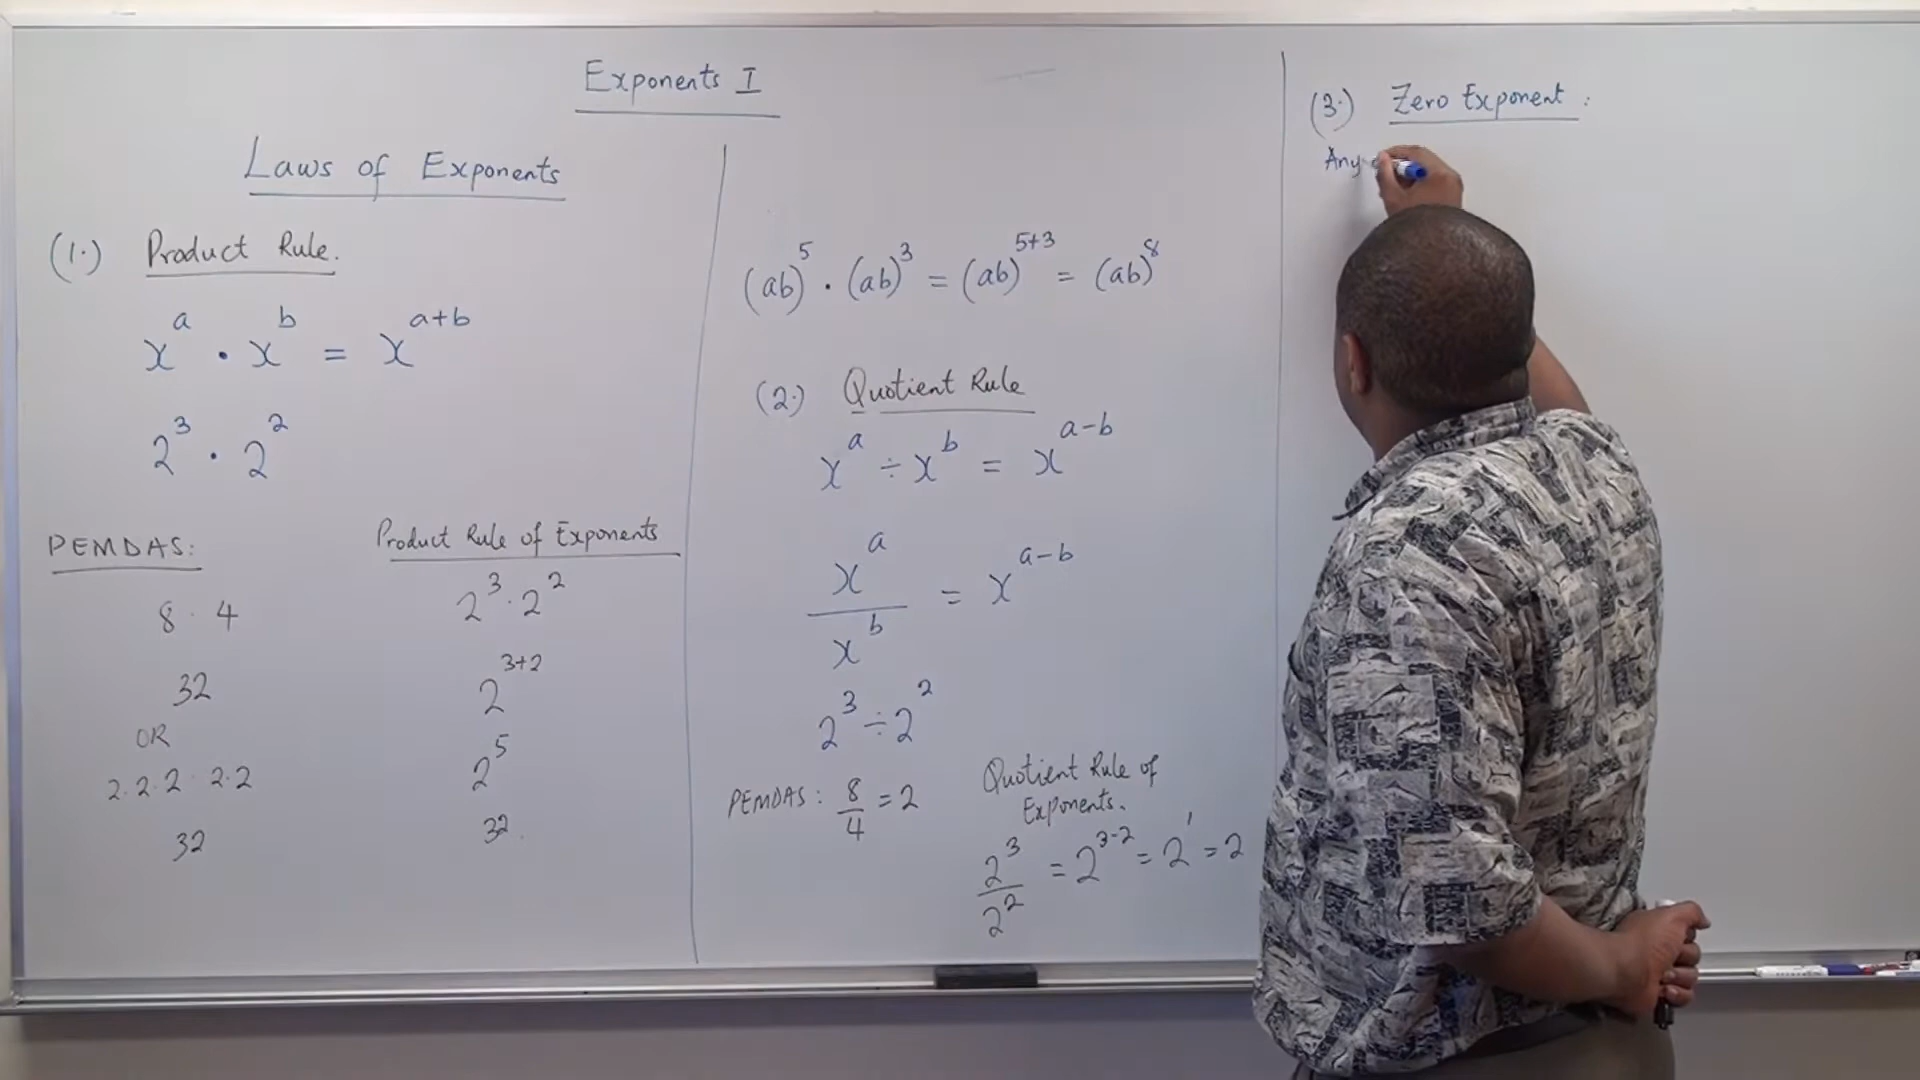 Exponents I
Laws of Exponents
(1.) Product Rule.
x^a · x^b = x^(a+b)
2^3 · 2^2
PEMDAS:
8 · 4
32
OR
2.2.2 2.2
32
Product Rule of Exponents
2^3 · 2^2
2^(3+2)
2^5
32.
(ab)^5 · (ab)^3 = (ab)^(5+3) = (ab)^8
(2.) Quotient Rule
x^a ÷ x^b = x^(a-b)
x^a / x^b = x^(a-b)
2^3 ÷ 2^2
PEMDAS: 8/4 = 2
Quotient Rule of
Exponents.
2^3 / 2^2 = 2^(3-2) = 2^1 = 2
(3.) Zero Exponent:
Any